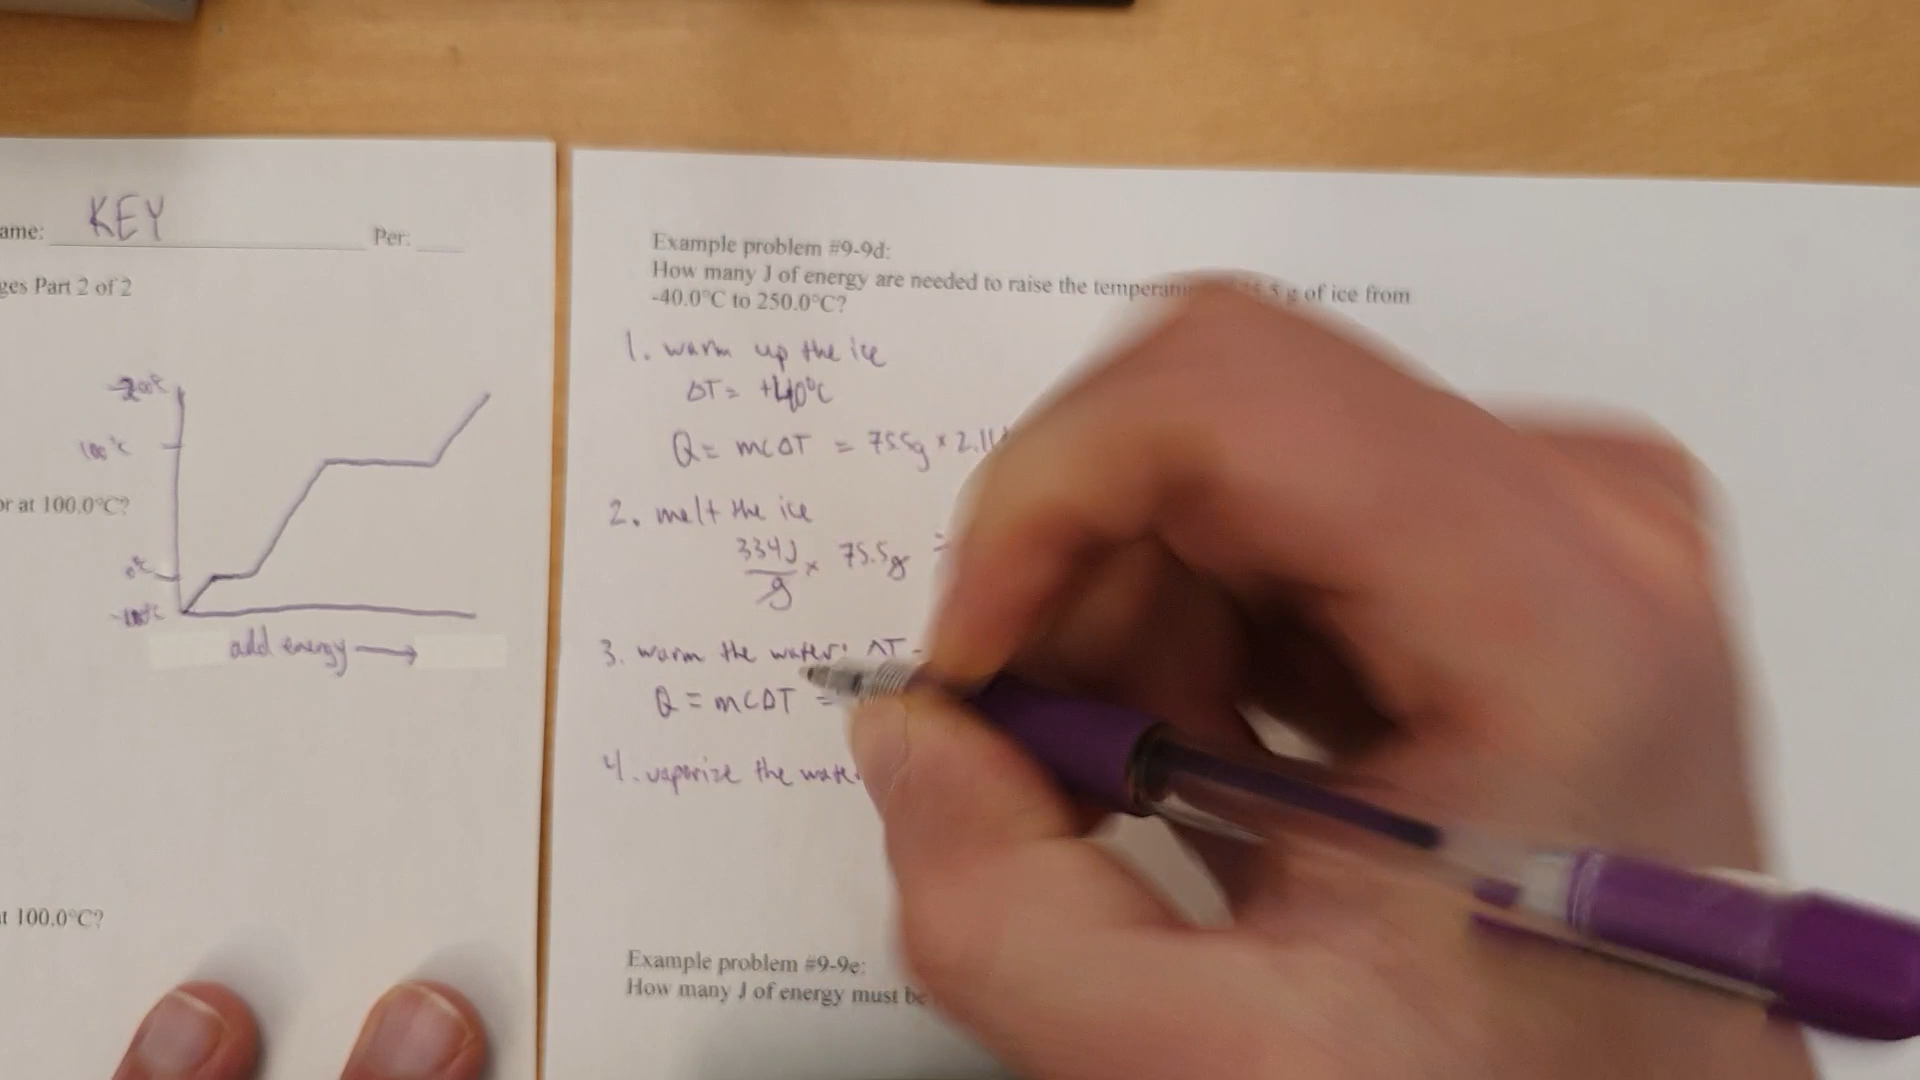 ame: KEY Per:
ges Part 2 of 2
100°C
0°C
or at 100.0°C?
add energy →
t 100.0°C?
Example problem #9-9d:
How many J of energy are needed to raise the 5.5 g of ice from
-40.0°C to 250.0°C?
1. warm up the ice
ΔT= +40°C
Q= mCΔT = 75.5g × 2.11
2. melt the ice
334J/g × 75.5g =
3. warm the water: ΔT
Q = mCΔT =
4. vaporize the
Example problem #9-9e:
How many J of energy must be